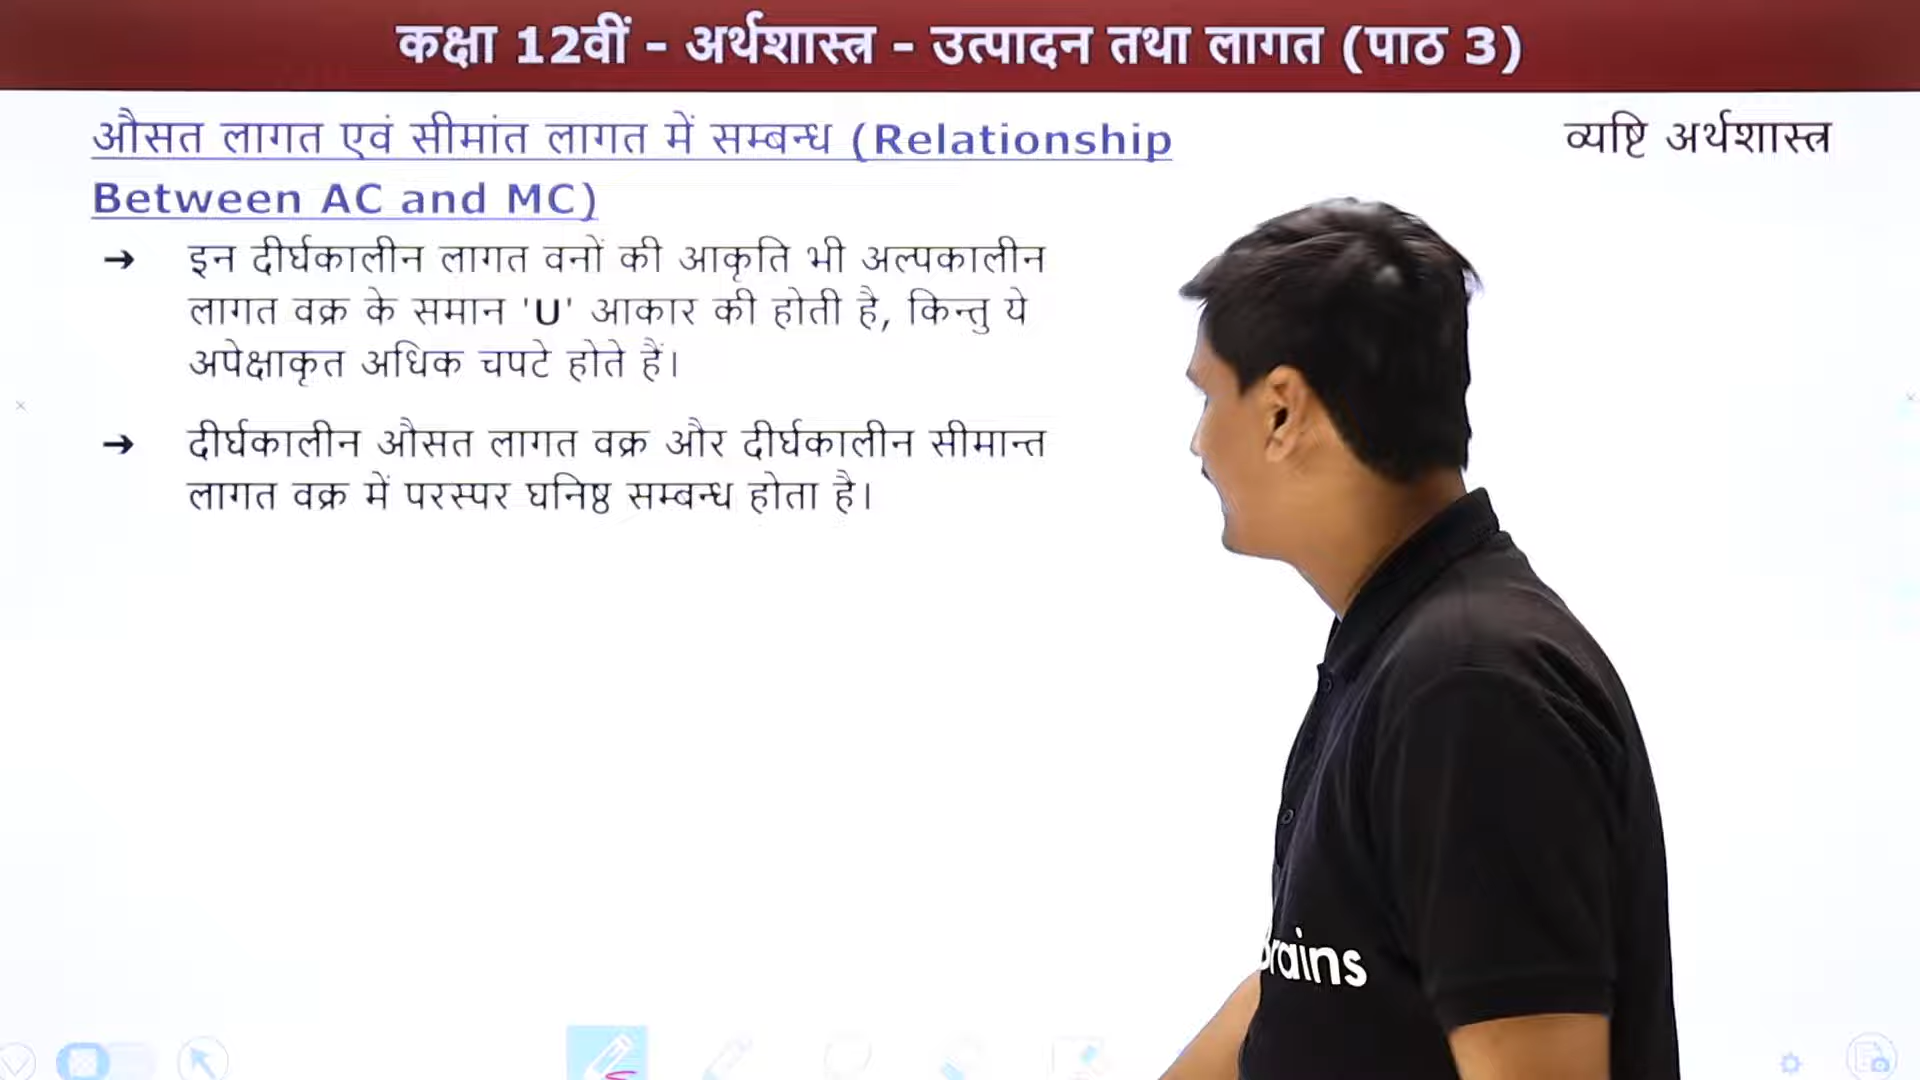 कक्षा 12वीं - अर्थशास्त्र - उत्पादन तथा लागत (पाठ 3)
औसत लागत एवं सीमांत लागत में सम्बन्ध (Relationship
Between AC and MC)
व्यष्टि अर्थशास्त्र
→ इन दीर्घकालीन लागत वनों की आकृति भी अल्पकालीन
लागत वक्र के समान 'U' आकार की होती है, किन्तु ये
अपेक्षाकृत अधिक चपटे होते हैं।
→ दीर्घकालीन औसत लागत वक्र और दीर्घकालीन सीमान्त
लागत वक्र में परस्पर घनिष्ठ सम्बन्ध होता है।
Brains